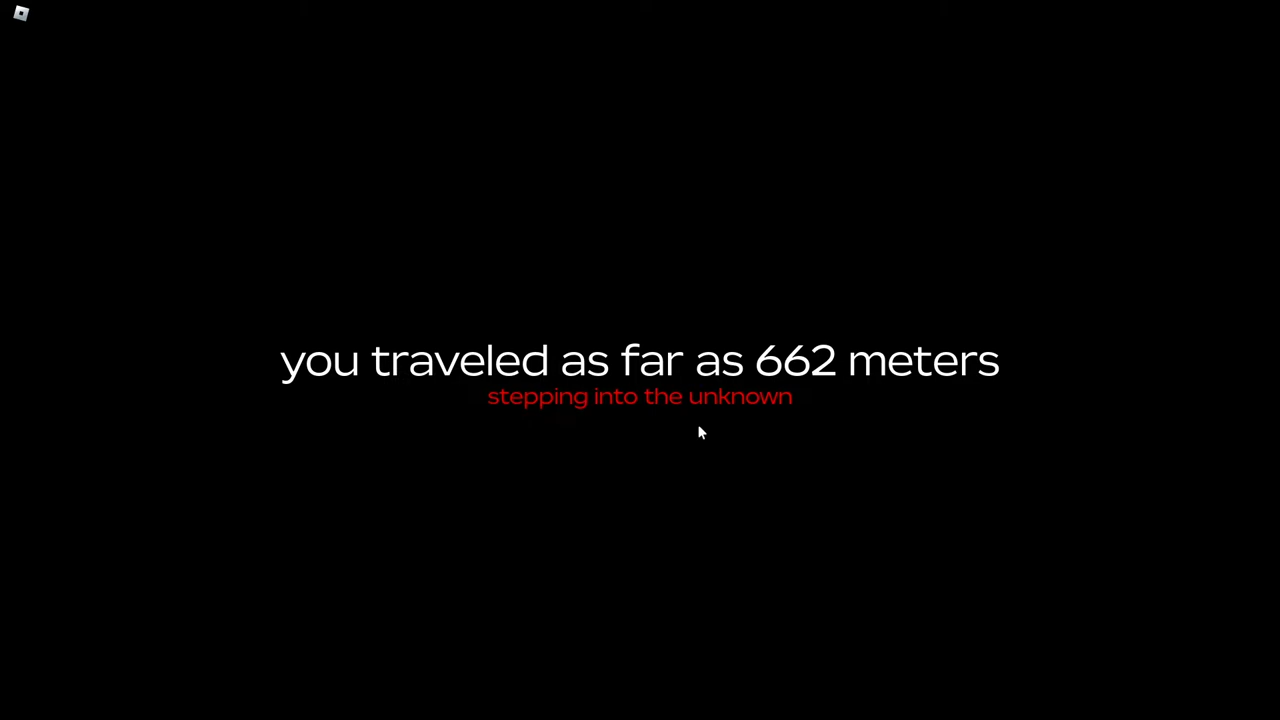 you traveled as far as 662 meters
stepping into the unknown